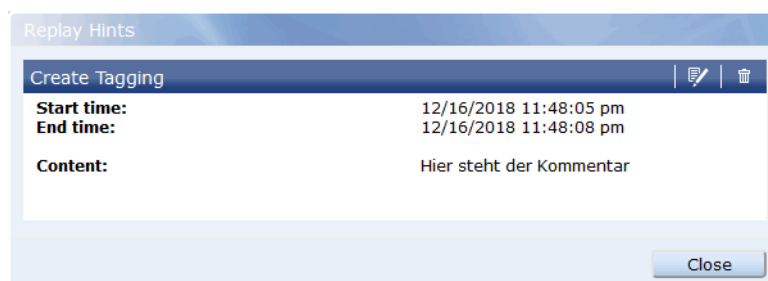 Replay Hints
Create Tagging
Start time: 12/16/2018 11:48:05 pm
End time: 12/16/2018 11:48:08 pm
Content: Hier steht der Kommentar
Close